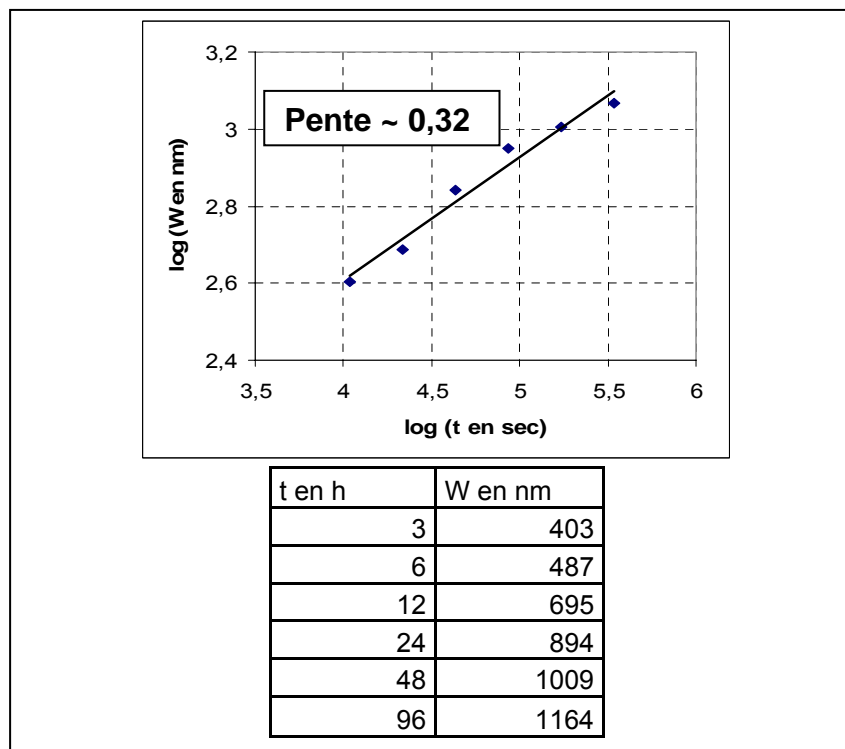 3,2
Pente ~ 0,32
3
2,8
2,6
2,4
log (W en nm)
3,5 4 4,5 5 5,5 6
log (t en sec)
t en h W en nm
3 403
6 487
12 695
24 894
48 1009
96 1164